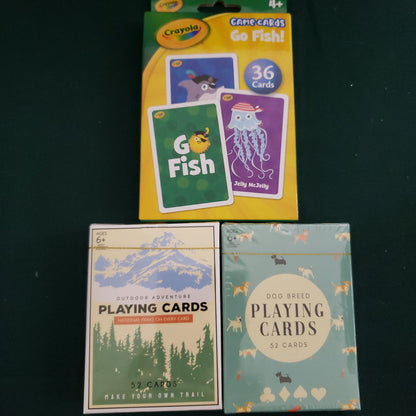 Crayola
4+
Crayola
GAME CARDS
Go Fish!
36
Cards
GO
Fish
Jelly McJelly
AGES
6+
OUTDOOR ADVENTURE
PLAYING CARDS
NATIONAL PARKS ON EVERY CARD
52 CARDS
MAKE YOUR OWN TRAIL
AGES
6+
DOG BREED
PLAYING
CARDS
52 CARDS